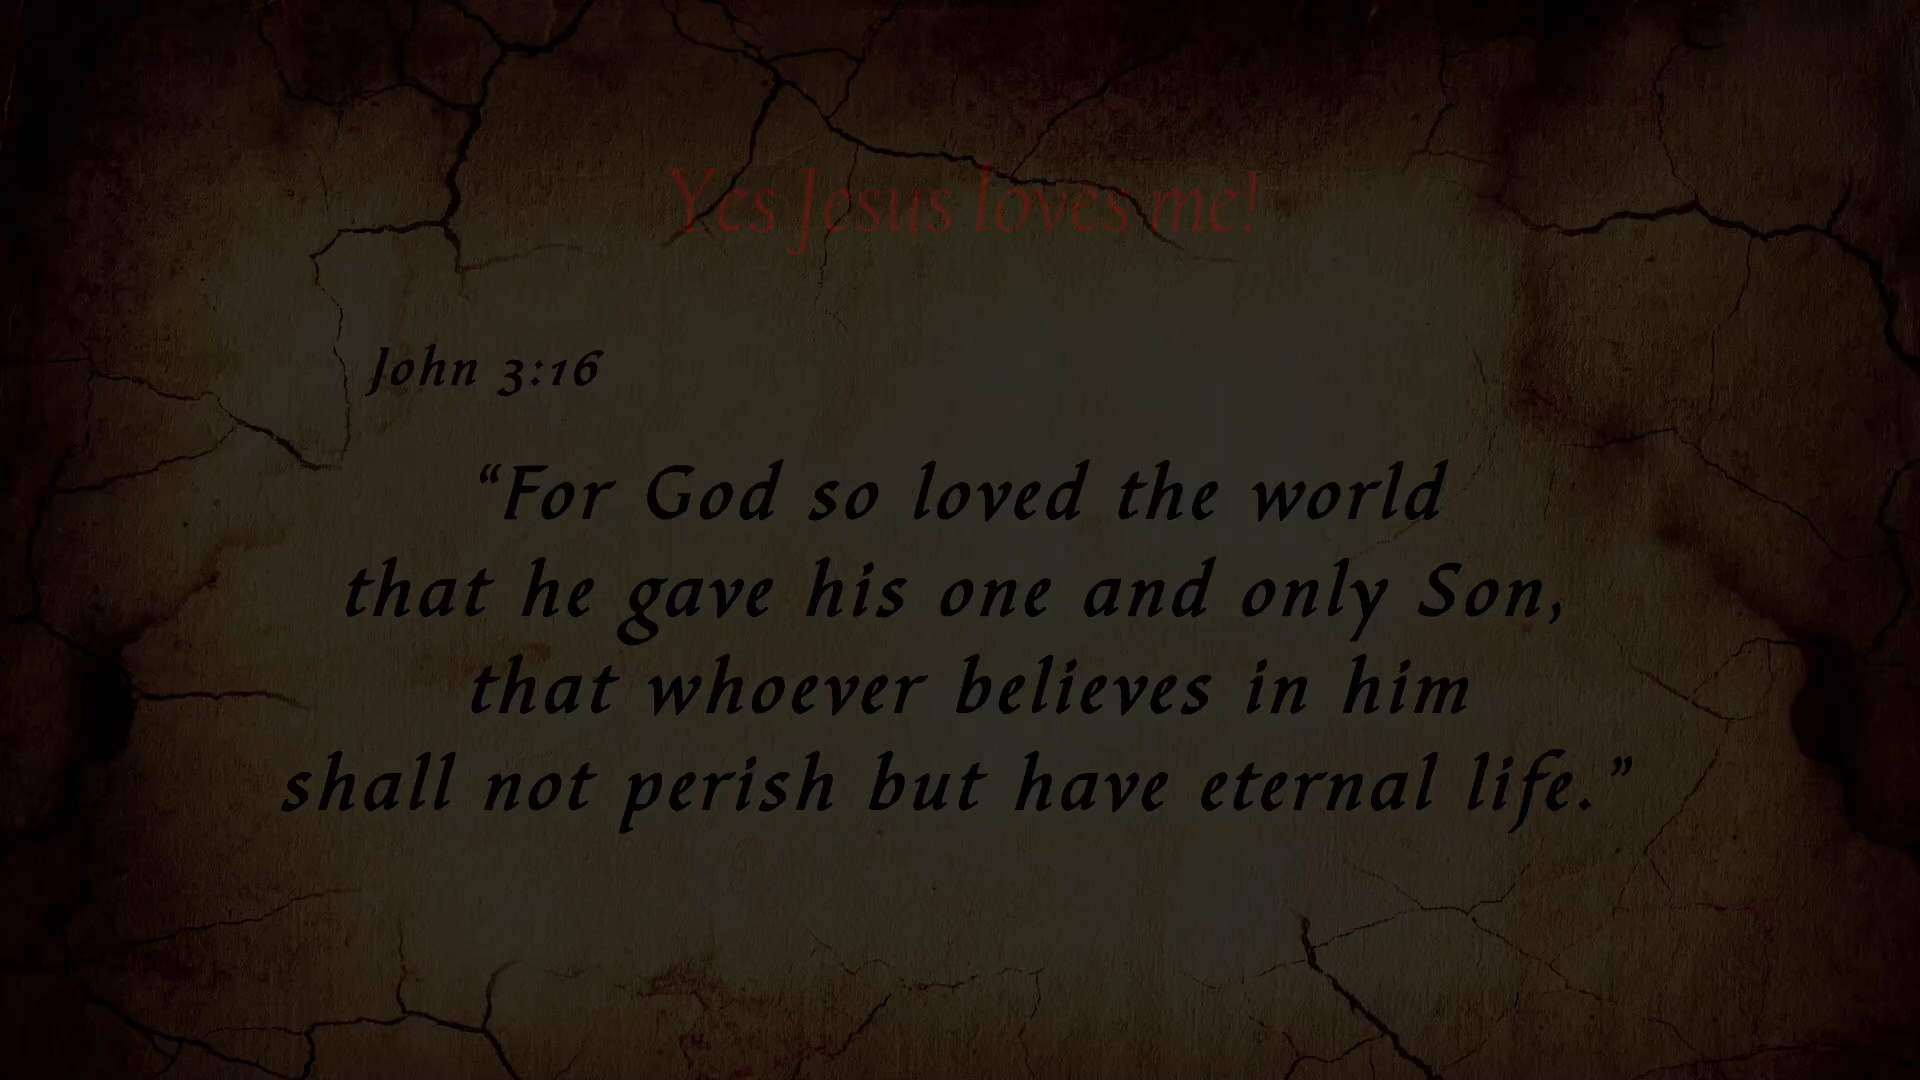 Yes Jesus loves me!
John 3:16
“For God so loved the world
that he gave his one and only Son,
that whoever believes in him
shall not perish but have eternal life.”